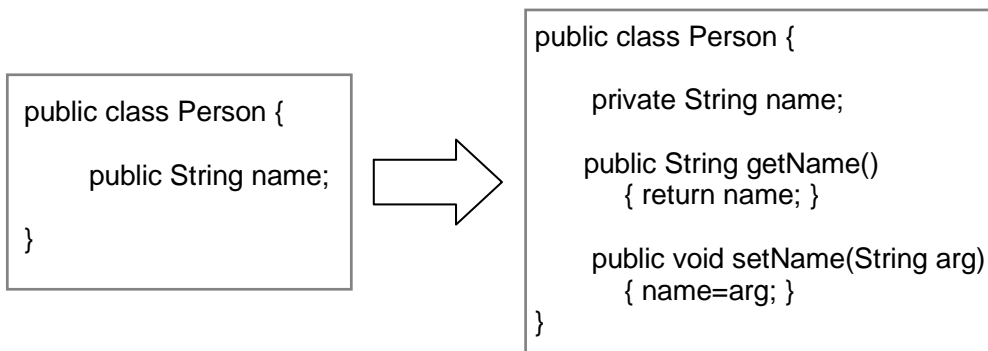 public class Person {
public String name;
}
public class Person {
private String name;
public String getName()
{ return name; }
public void setName(String arg)
{ name=arg; }
}